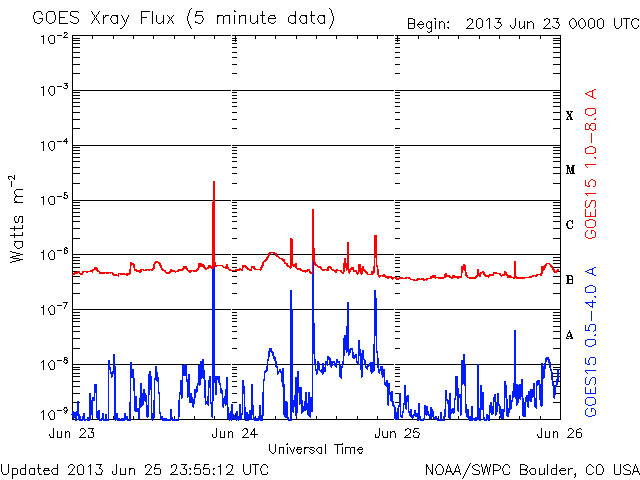 GOES Xray Flux (5 minute data)
Begin: 2013 Jun 23 0000 UTC
10⁻²
10⁻³
10⁻⁴
10⁻⁵
10⁻⁶
10⁻⁷
10⁻⁸
10⁻⁹
Watts m⁻²
X
M
C
B
A
GOES15 1.0-8.0 A
GOES15 0.5-4.0 A
Jun 23
Jun 24
Jun 25
Jun 26
Universal Time
Updated 2013 Jun 25 23:55:12 UTC
NOAA/SWPC Boulder, CO USA